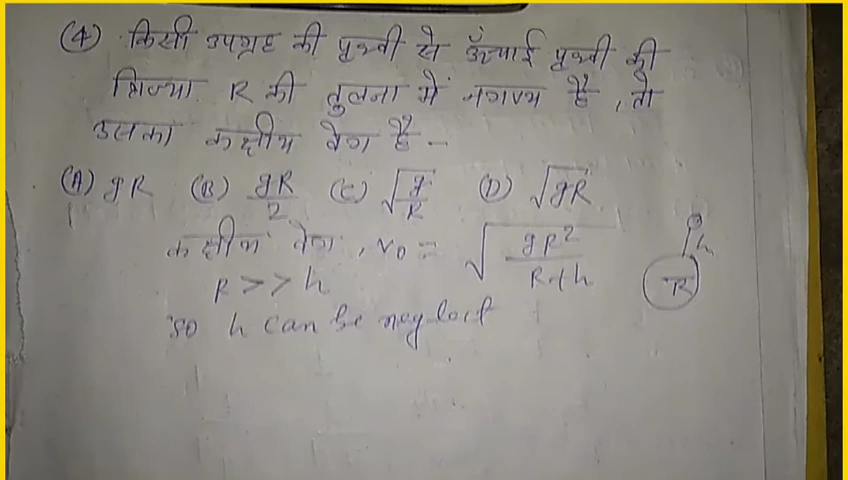 (4) किसी उपग्रह की पृथ्वी से ऊँचाई पृथ्वी की
त्रिज्या R की तुलना में नगण्य है, तो
उसका कक्षीय वेग है -
(A) gR (B) gR/2 (C) √g/R (D) √gR
कक्षीय वेग, v₀ = √gR²/R+h
R >> h
so h can be neglect
h
R